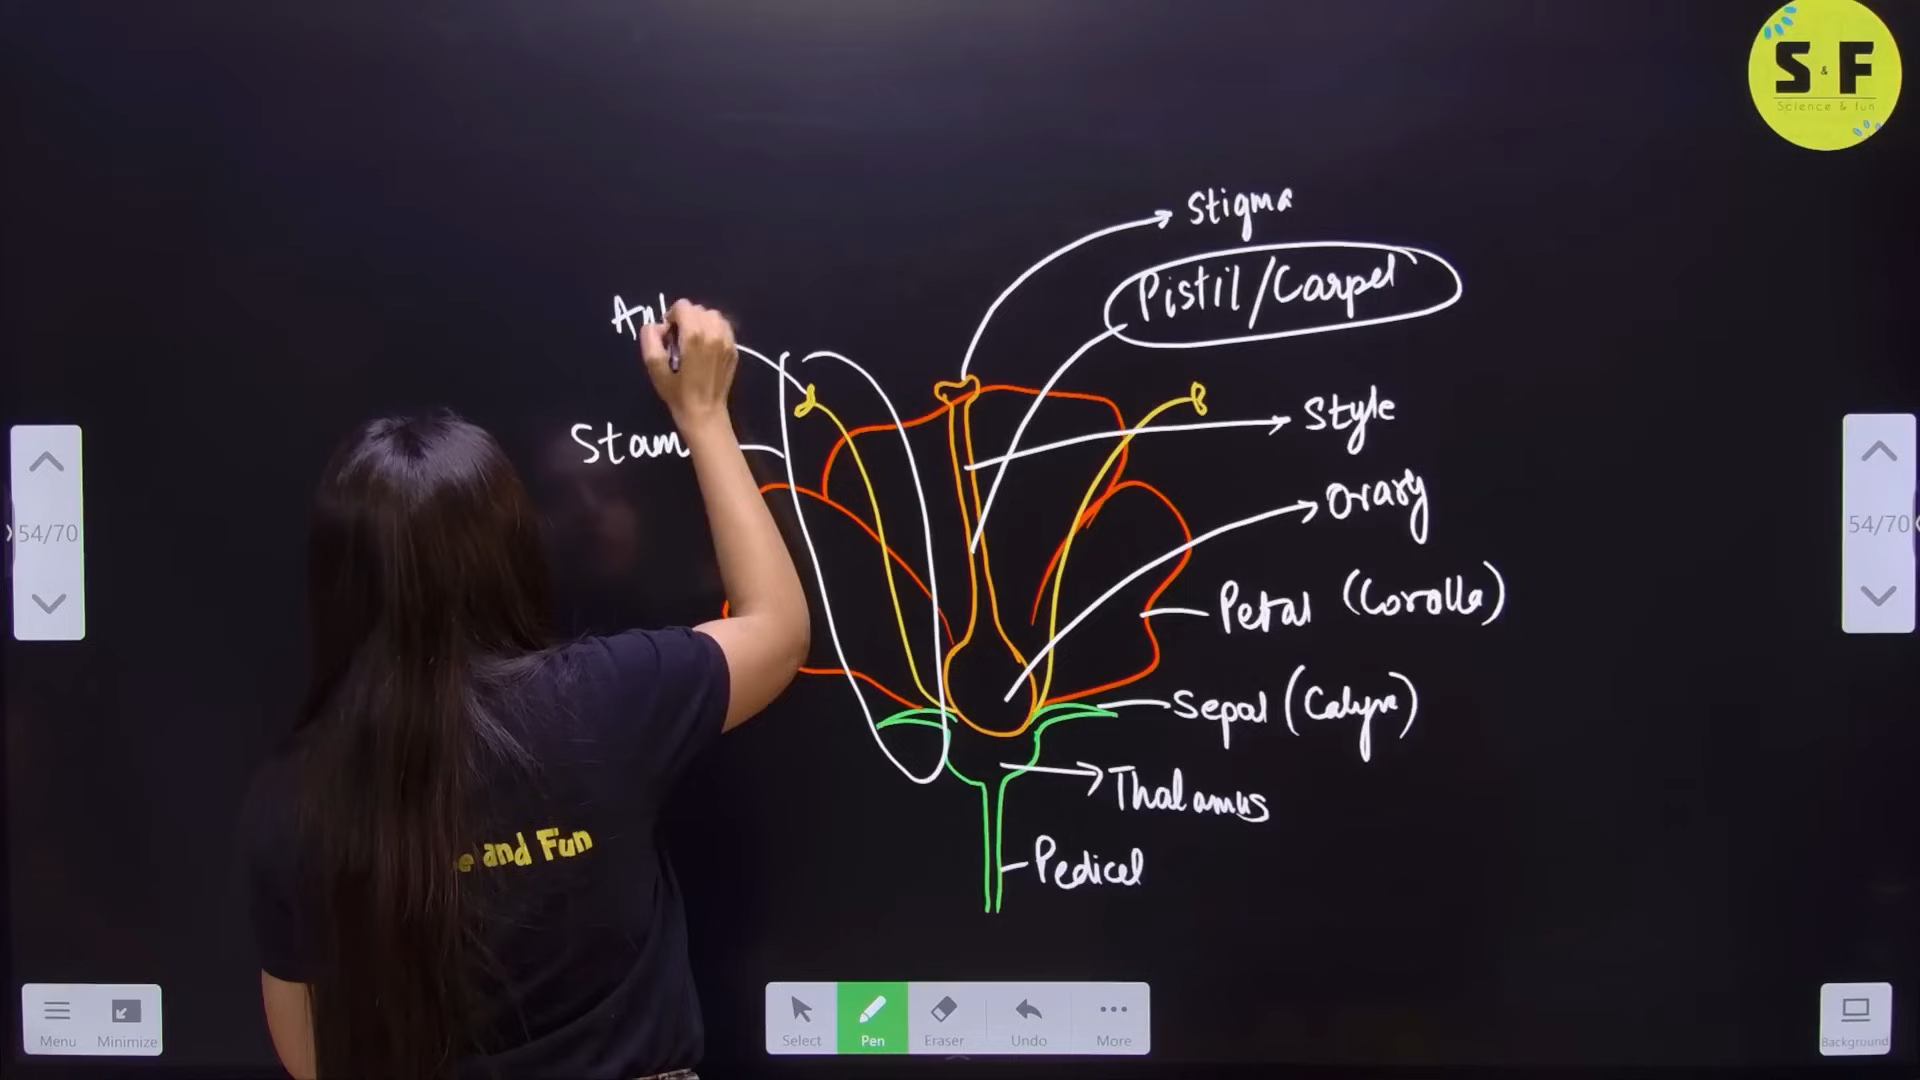 S & F
Science & fun
Stigma
Pistil/Carpel
Ant
Style
Stam
Ovary
54/70
54/70
Petal (Corolla)
Sepal (Calyx)
Thalamus
e and Fun
Pedicel
Menu
Minimize
Select
Pen
Eraser
Undo
More
Background